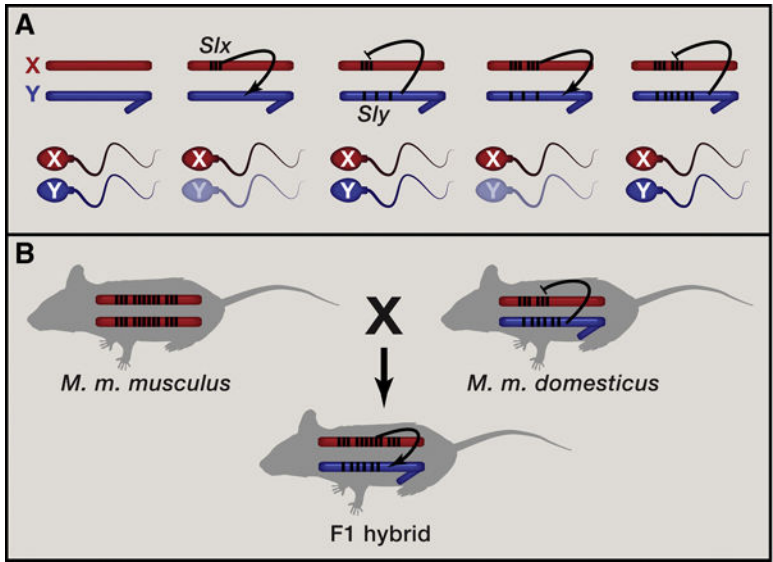 A
Slx
X
Y
Sly
X X X X X
Y Y Y Y Y
B
X
M. m. musculus
M. m. domesticus
F1 hybrid